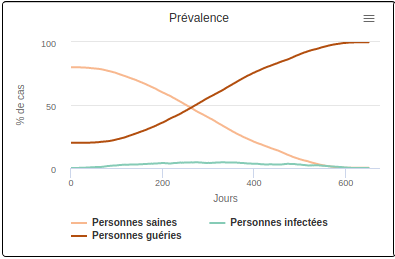 Prévalence
100
50
0
% de cas
0 200 400 600
Jours
Personnes saines Personnes infectées
Personnes guéries